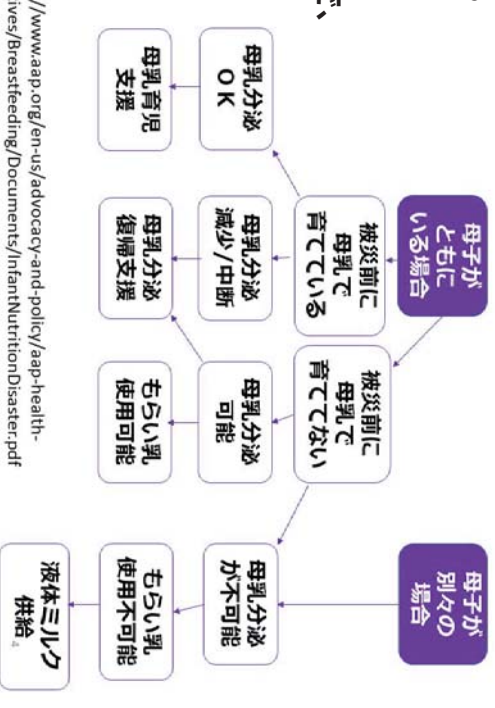 母子が
ともに
いる場合
母子が
別々の
場合
被災前に
母乳で
育てている
被災前に
母乳で
育ててない
母乳分泌
OK
母乳分泌
減少/中断
母乳分泌
可能
母乳分泌
が不可能
母乳育児
支援
母乳分泌
復帰支援
もらい乳
使用可能
もらい乳
使用不可能
液体ミルク
供給
4
//www.aap.org/en-us/advocacy-and-policy/aap-health-
ives/Breastfeeding/Documents/InfantNutritionDisaster.pdf